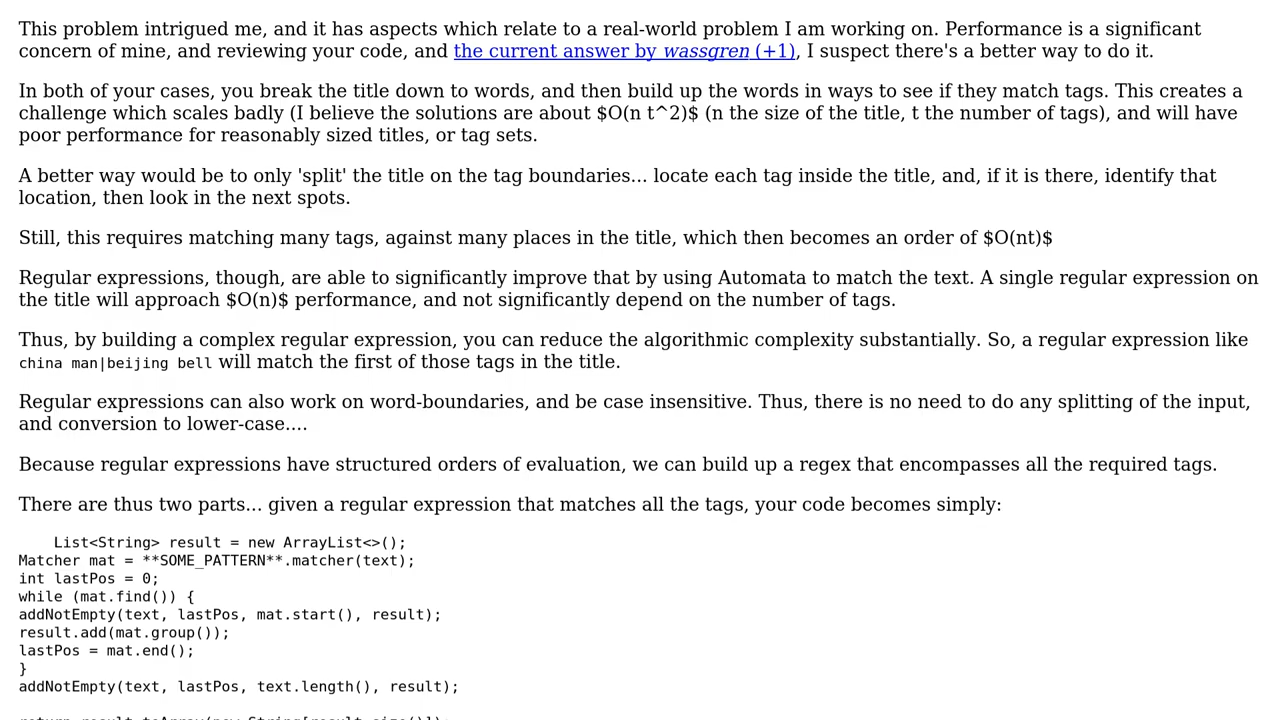 This problem intrigued me, and it has aspects which relate to a real-world problem I am working on. Performance is a significant
concern of mine, and reviewing your code, and the current answer by wassgren (+1), I suspect there's a better way to do it.
In both of your cases, you break the title down to words, and then build up the words in ways to see if they match tags. This creates a
challenge which scales badly (I believe the solutions are about $O(n t^2)$ (n the size of the title, t the number of tags), and will have
poor performance for reasonably sized titles, or tag sets.
A better way would be to only 'split' the title on the tag boundaries... locate each tag inside the title, and, if it is there, identify that
location, then look in the next spots.
Still, this requires matching many tags, against many places in the title, which then becomes an order of $O(nt)$
Regular expressions, though, are able to significantly improve that by using Automata to match the text. A single regular expression on
the title will approach $O(n)$ performance, and not significantly depend on the number of tags.
Thus, by building a complex regular expression, you can reduce the algorithmic complexity substantially. So, a regular expression like
china man|beijing bell will match the first of those tags in the title.
Regular expressions can also work on word-boundaries, and be case insensitive. Thus, there is no need to do any splitting of the input,
and conversion to lower-case....
Because regular expressions have structured orders of evaluation, we can build up a regex that encompasses all the required tags.
There are thus two parts... given a regular expression that matches all the tags, your code becomes simply:
List<String> result = new ArrayList<>();
Matcher mat = **SOME_PATTERN**.matcher(text);
int lastPos = 0;
while (mat.find()) {
addNotEmpty(text, lastPos, mat.start(), result);
result.add(mat.group());
lastPos = mat.end();
}
addNotEmpty(text, lastPos, text.length(), result);
return result.toArray(new String[result.size()]);